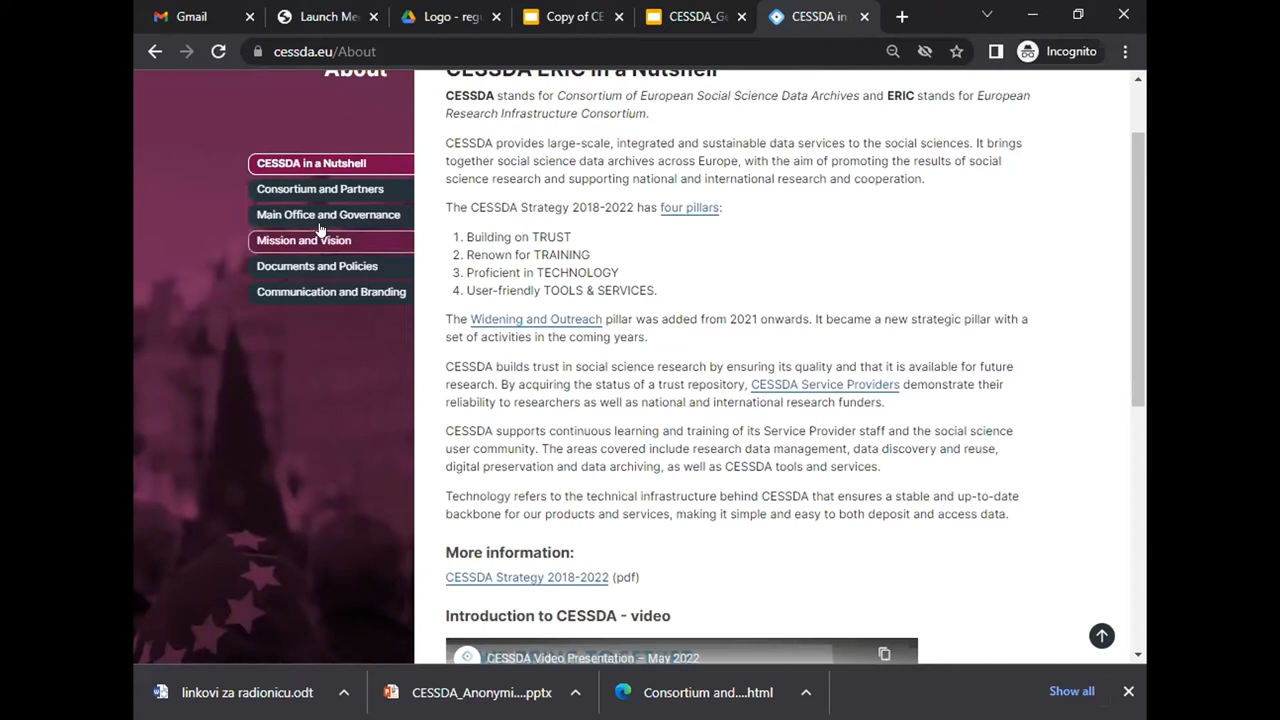 Gmail
Launch Me
Logo - regu
Copy of CE
CESSDA_Ge
CESSDA in
cessda.eu/About
Incognito
About
CESSDA in a Nutshell
Consortium and Partners
Main Office and Governance
Mission and Vision
Documents and Policies
Communication and Branding
CESSDA ERIC in a Nutshell
CESSDA stands for Consortium of European Social Science Data Archives and ERIC stands for European
Research Infrastructure Consortium.
CESSDA provides large-scale, integrated and sustainable data services to the social sciences. It brings
together social science data archives across Europe, with the aim of promoting the results of social
science research and supporting national and international research and cooperation.
The CESSDA Strategy 2018-2022 has four pillars:
1. Building on TRUST
2. Renown for TRAINING
3. Proficient in TECHNOLOGY
4. User-friendly TOOLS & SERVICES.
The Widening and Outreach pillar was added from 2021 onwards. It became a new strategic pillar with a
set of activities in the coming years.
CESSDA builds trust in social science research by ensuring its quality and that it is available for future
research. By acquiring the status of a trust repository, CESSDA Service Providers demonstrate their
reliability to researchers as well as national and international research funders.
CESSDA supports continuous learning and training of its Service Provider staff and the social science
user community. The areas covered include research data management, data discovery and reuse,
digital preservation and data archiving, as well as CESSDA tools and services.
Technology refers to the technical infrastructure behind CESSDA that ensures a stable and up-to-date
backbone for our products and services, making it simple and easy to both deposit and access data.
More information:
CESSDA Strategy 2018-2022 (pdf)
Introduction to CESSDA - video
CESSDA Video Presentation – May 2022
linkovi za radionicu.odt
CESSDA_Anonymi....pptx
Consortium and....html
Show all